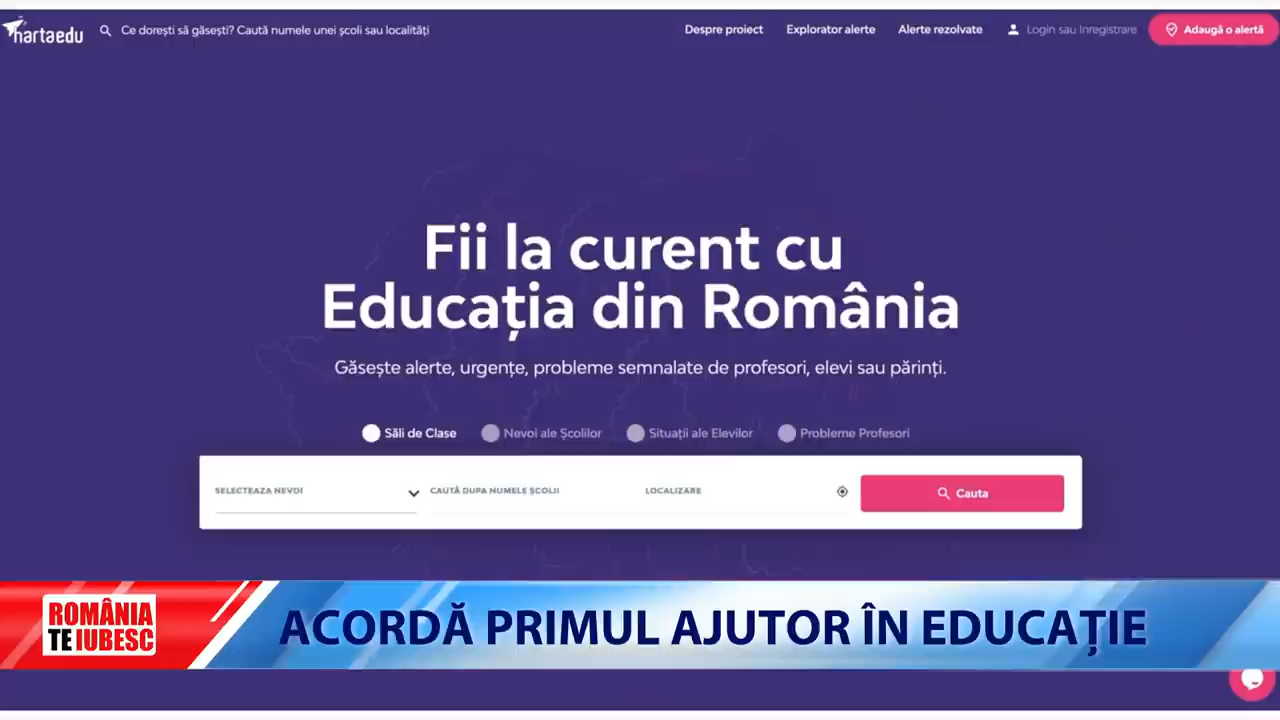 hartaedu
Ce dorești să găsești? Caută numele unei școli sau localități
Despre proiect
Explorator alerte
Alerte rezolvate
Login sau Inregistrare
Adaugă o alertă
Fii la curent cu
Educația din România
Găsește alerte, urgențe, probleme semnalate de profesori, elevi sau părinți.
Săli de Clase
Nevoi ale Școlilor
Situații ale Elevilor
Probleme Profesori
SELECTEAZA NEVOI
CAUTĂ DUPA NUMELE ȘCOLII
LOCALIZARE
Cauta
ROMÂNIA
TE IUBESC
ACORDĂ PRIMUL AJUTOR ÎN EDUCAȚIE